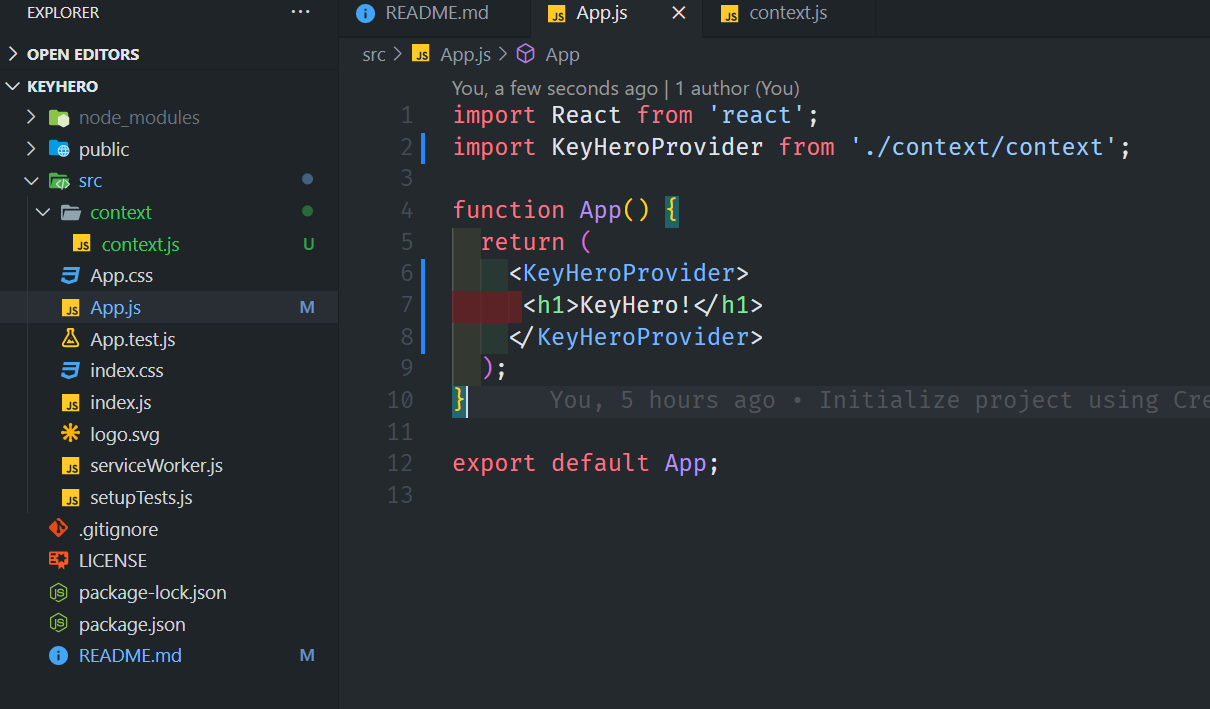 EXPLORER ...
OPEN EDITORS
KEYHERO
node_modules
public
src
context
context.js U
App.css
App.js M
App.test.js
index.css
index.js
logo.svg
serviceWorker.js
setupTests.js
.gitignore
LICENSE
package-lock.json
package.json
README.md M
README.md App.js × context.js
src > App.js > App
You, a few seconds ago | 1 author (You)
1 import React from 'react';
2 import KeyHeroProvider from './context/context';
3
4 function App() {
5 return (
6 <KeyHeroProvider>
7 <h1>KeyHero!</h1>
8 </KeyHeroProvider>
9 );
10 } You, 5 hours ago • Initialize project using Cre
11
12 export default App;
13